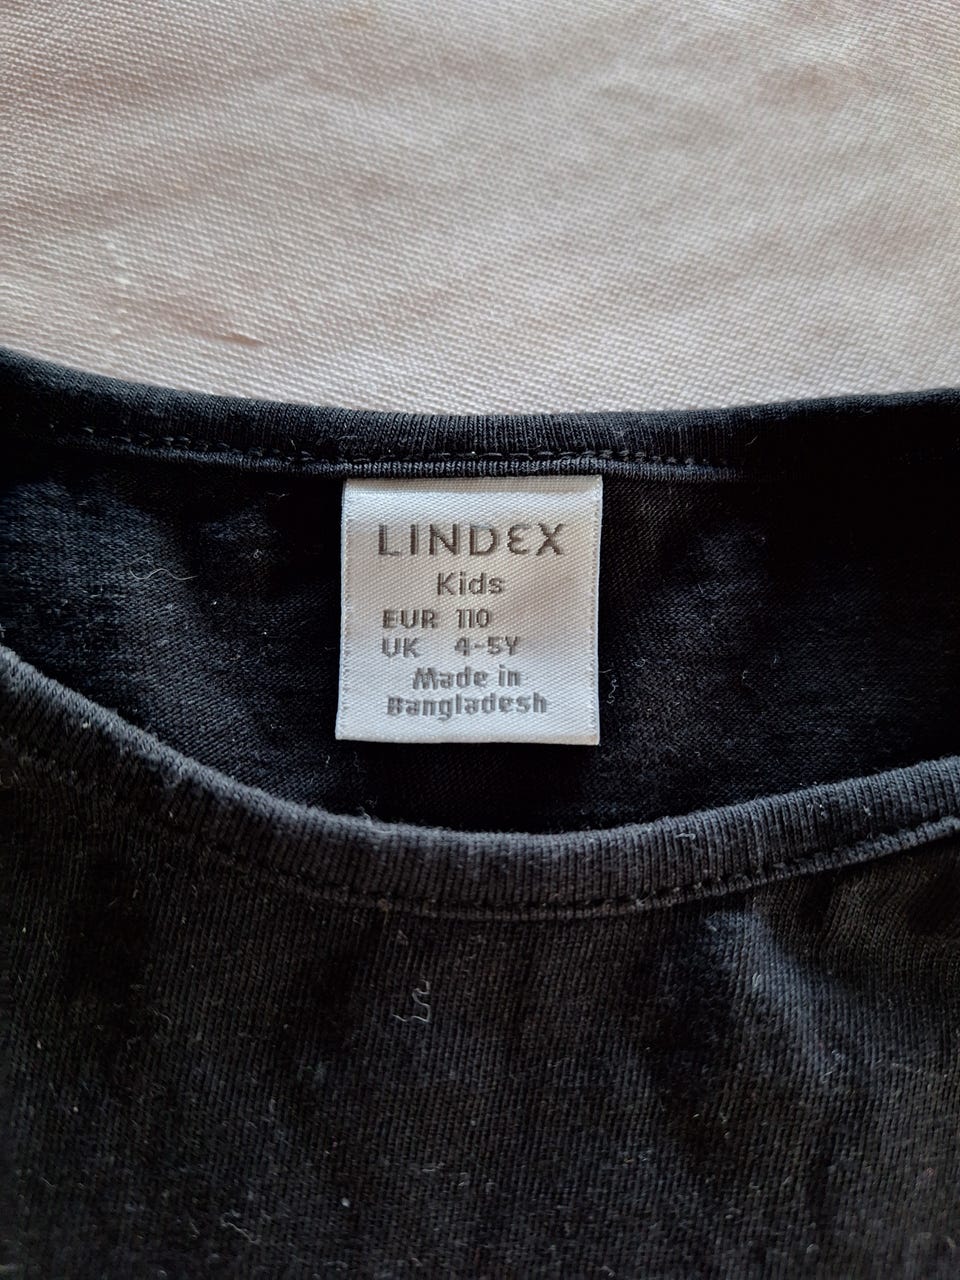 LINDEX
Kids
EUR 110
UK 4-5Y
Made in
Bangladesh